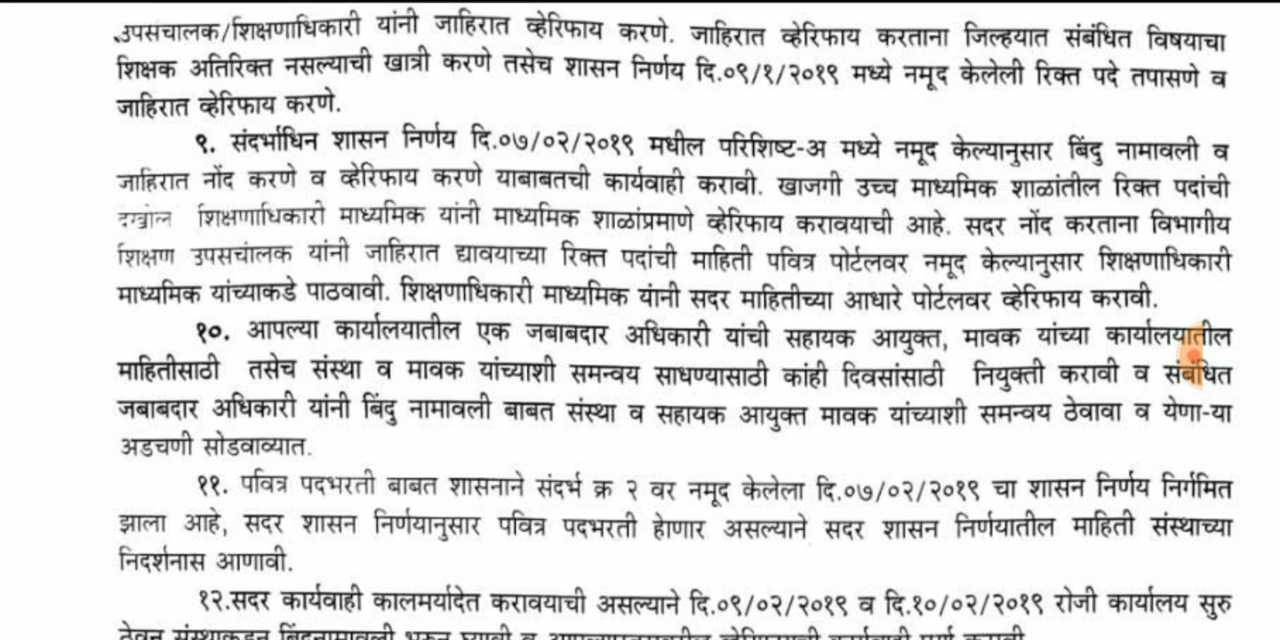 उपसंचालक/शिक्षणाधिकारी यांनी जाहिरात व्हेरिफाय करणे. जाहिरात व्हेरिफाय करताना जिल्हयात संबंधित विषयाचा
शिक्षक अतिरिक्त नसल्याची खात्री करणे तसेच शासन निर्णय दि.०९/१/२०१९ मध्ये नमूद केलेली रिक्त पदे तपासणे व
जाहिरात व्हेरिफाय करणे.
९. संदर्भाधिन शासन निर्णय दि.०७/०२/२०१९ मधील परिशिष्ट-अ मध्ये नमूद केल्यानुसार बिंदु नामावली व
जाहिरात नोंद करणे व व्हेरिफाय करणे याबाबतची कार्यवाही करावी. खाजगी उच्च माध्यमिक शाळांतील रिक्त पदांची
देखील शिक्षणाधिकारी माध्यमिक यांनी माध्यमिक शाळांप्रमाणे व्हेरिफाय करावयाची आहे. सदर नोंद करताना विभागीय
शिक्षण उपसंचालक यांनी जाहिरात द्यावयाच्या रिक्त पदांची माहिती पवित्र पोर्टलवर नमूद केल्यानुसार शिक्षणाधिकारी
माध्यमिक यांच्याकडे पाठवावी. शिक्षणाधिकारी माध्यमिक यांनी सदर माहितीच्या आधारे पोर्टलवर व्हेरिफाय करावी.
१०. आपल्या कार्यालयातील एक जबाबदार अधिकारी यांची सहायक आयुक्त, मावक यांच्या कार्यालयातील
माहितीसाठी तसेच संस्था व मावक यांच्याशी समन्वय साधण्यासाठी कांही दिवसांसाठी नियुक्ती करावी व संबंधित
जबाबदार अधिकारी यांनी बिंदु नामावली बाबत संस्था व सहायक आयुक्त मावक यांच्याशी समन्वय ठेवावा व येणा-या
अडचणी सोडवाव्यात.
११. पवित्र पदभरती बाबत शासनाने संदर्भ क्र २ वर नमूद केलेला दि.०७/०२/२०१९ चा शासन निर्णय निर्गमित
झाला आहे, सदर शासन निर्णयानुसार पवित्र पदभरती होणार असल्याने सदर शासन निर्णयातील माहिती संस्थाच्या
निदर्शनास आणावी.
१२.सदर कार्यवाही कालमर्यादेत करावयाची असल्याने दि.०९/०२/२०१९ व दि.१०/०२/२०१९ रोजी कार्यालय सुरु